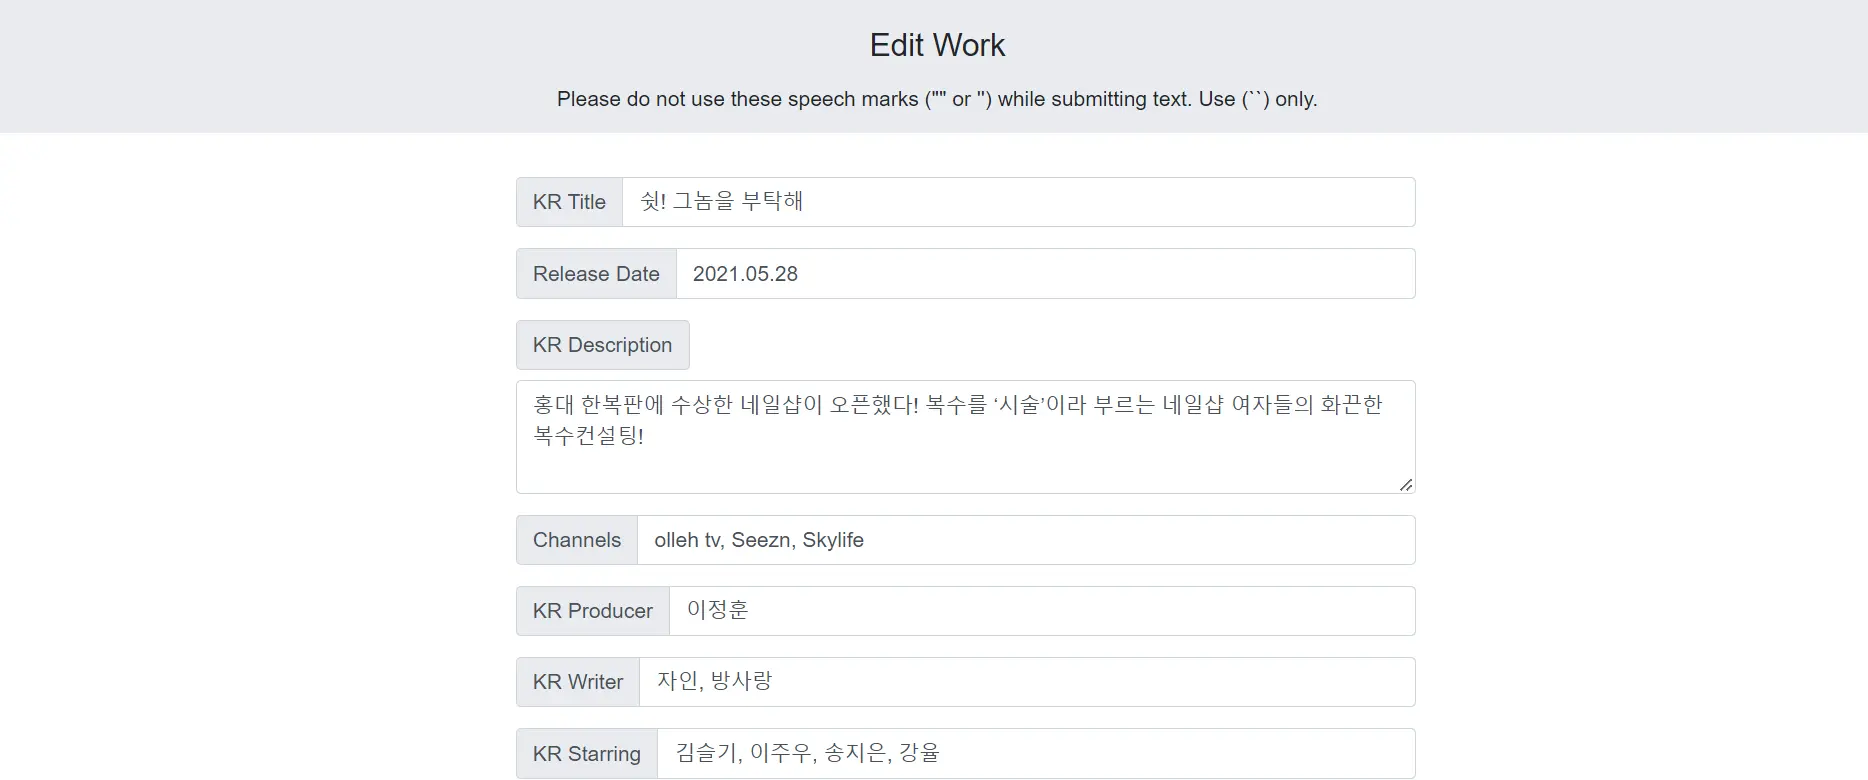 Edit Work
Please do not use these speech marks ("" or '') while submitting text. Use (``) only.
KR Title 쉿! 그놈을 부탁해
Release Date 2021.05.28
KR Description
홍대 한복판에 수상한 네일샵이 오픈했다! 복수를 ‘시술’이라 부르는 네일샵 여자들의 화끈한
복수컨설팅!
Channels olleh tv, Seezn, Skylife
KR Producer 이정훈
KR Writer 자인, 방사랑
KR Starring 김슬기, 이주우, 송지은, 강율